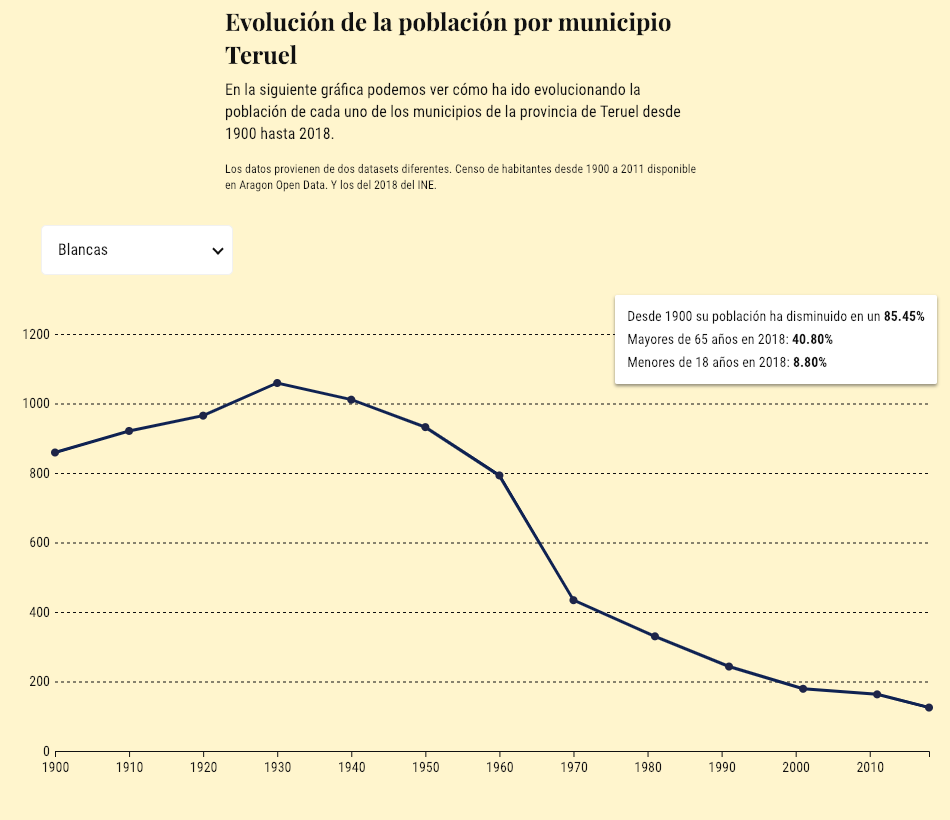 Evolución de la población por municipio
Teruel
En la siguiente gráfica podemos ver cómo ha ido evolucionando la
población de cada uno de los municipios de la provincia de Teruel desde
1900 hasta 2018.
Los datos provienen de dos datasets diferentes. Censo de habitantes desde 1900 a 2011 disponible
en Aragon Open Data. Y los del 2018 del INE.
Blancas
Desde 1900 su población ha disminuido en un 85.45%
Mayores de 65 años en 2018: 40.80%
Menores de 18 años en 2018: 8.80%
1200
1000
800
600
400
200
0
1900 1910 1920 1930 1940 1950 1960 1970 1980 1990 2000 2010